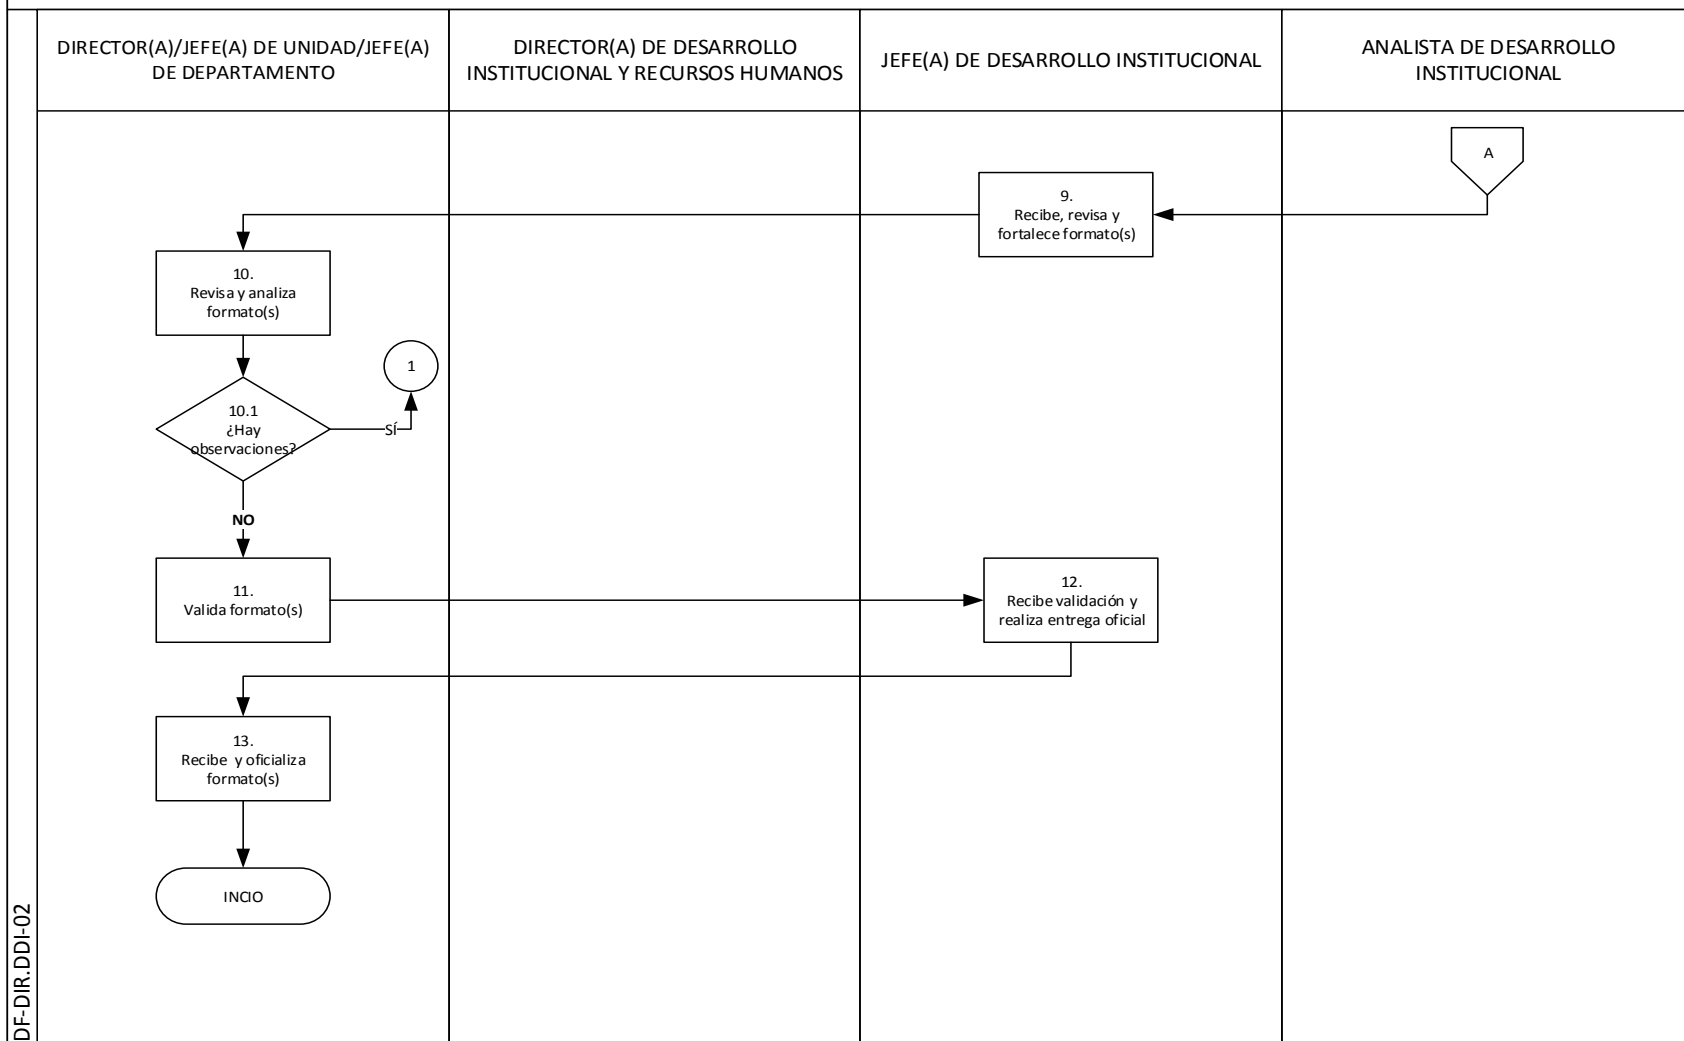 DIRECTOR(A)/JEFE(A) DE UNIDAD/JEFE(A)
DE DEPARTAMENTO
DIRECTOR(A) DE DESARROLLO
INSTITUCIONAL Y RECURSOS HUMANOS
JEFE(A) DE DESARROLLO INSTITUCIONAL
ANALISTA DE DESARROLLO
INSTITUCIONAL
A
9.
Recibe, revisa y
fortalece formato(s)
10.
Revisa y analiza
formato(s)
1
10.1
¿Hay
observaciones?
SÍ
NO
11.
Valida formato(s)
12.
Recibe validación y
realiza entrega oficial
13.
Recibe y oficializa
formato(s)
INCIO
DF-DIR.DDI-02